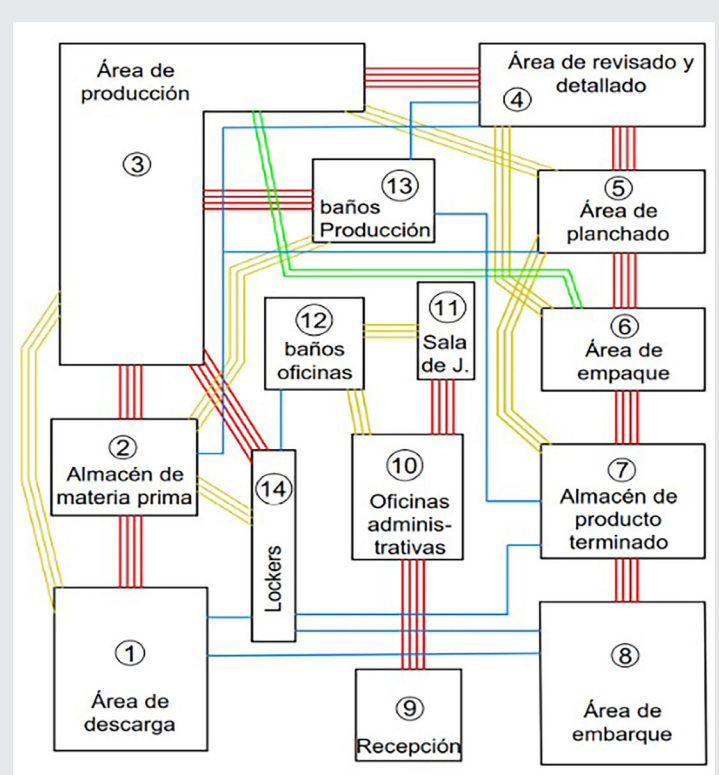 Área de
producción
3
Área de revisado y
detallado
4
13
baños
Producción
5
Área de
planchado
12
baños
oficinas
11
Sala
de J.
6
Área de
empaque
2
Almacén de
materia prima
14
Lockers
10
Oficinas
adminis-
trativas
7
Almacén de
producto
terminado
1
Área de
descarga
9
Recepción
8
Área de
embarque